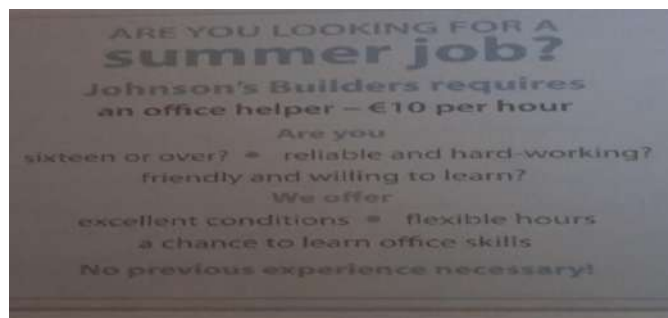 ARE YOU LOOKING FOR A
summer job?
Johnson's Builders requires
an office helper – €10 per hour
Are you
sixteen or over? • reliable and hard-working?
friendly and willing to learn?
We offer
excellent conditions • flexible hours
a chance to learn office skills
No previous experience necessary!